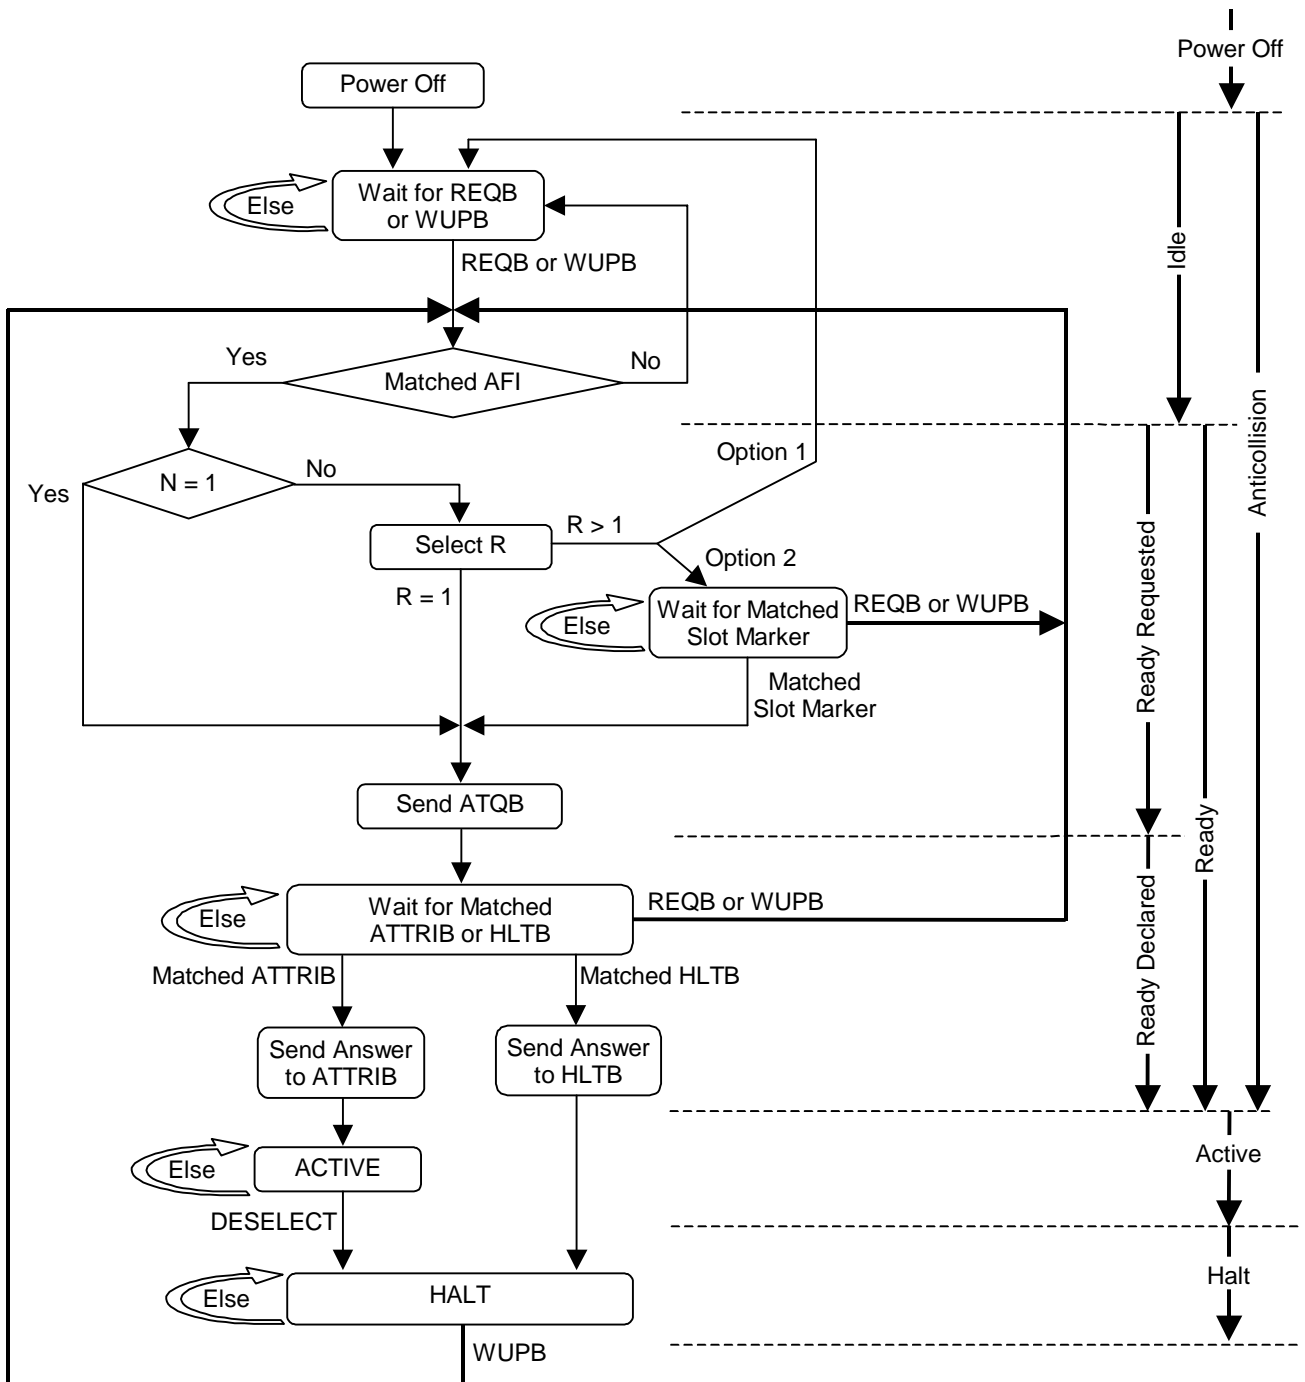 Power Off
Power Off
Wait for REQB
or WUPB
Else
REQB or WUPB
Idle
Yes
No
Matched AFI
Anticollision
Option 1
N = 1
No
Yes
R > 1
Select R
Option 2
R = 1
Wait for Matched
Slot Marker
Else
REQB or WUPB
Ready Requested
Matched
Slot Marker
Send ATQB
Ready
Wait for Matched
ATTRIB or HLTB
Else
REQB or WUPB
Matched ATTRIB
Matched HLTB
Ready Declared
Send Answer
to ATTRIB
Send Answer
to HLTB
Else
ACTIVE
Active
DESELECT
Else
HALT
Halt
WUPB